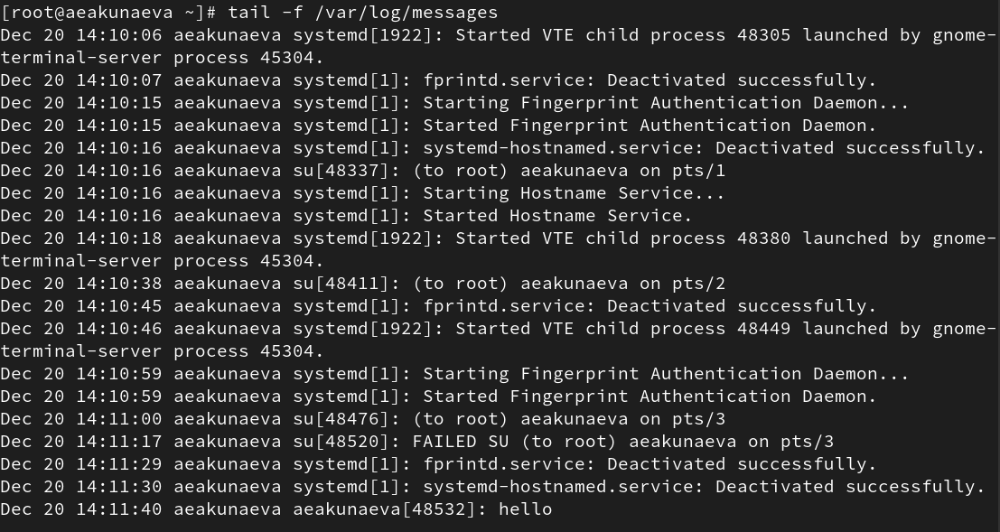 [root@aeakunaeva ~]# tail -f /var/log/messages
Dec 20 14:10:06 aeakunaeva systemd[1922]: Started VTE child process 48305 launched by gnome-
terminal-server process 45304.
Dec 20 14:10:07 aeakunaeva systemd[1]: fprintd.service: Deactivated successfully.
Dec 20 14:10:15 aeakunaeva systemd[1]: Starting Fingerprint Authentication Daemon...
Dec 20 14:10:15 aeakunaeva systemd[1]: Started Fingerprint Authentication Daemon.
Dec 20 14:10:16 aeakunaeva systemd[1]: systemd-hostnamed.service: Deactivated successfully.
Dec 20 14:10:16 aeakunaeva su[48337]: (to root) aeakunaeva on pts/1
Dec 20 14:10:16 aeakunaeva systemd[1]: Starting Hostname Service...
Dec 20 14:10:16 aeakunaeva systemd[1]: Started Hostname Service.
Dec 20 14:10:18 aeakunaeva systemd[1922]: Started VTE child process 48380 launched by gnome-
terminal-server process 45304.
Dec 20 14:10:38 aeakunaeva su[48411]: (to root) aeakunaeva on pts/2
Dec 20 14:10:45 aeakunaeva systemd[1]: fprintd.service: Deactivated successfully.
Dec 20 14:10:46 aeakunaeva systemd[1922]: Started VTE child process 48449 launched by gnome-
terminal-server process 45304.
Dec 20 14:10:59 aeakunaeva systemd[1]: Starting Fingerprint Authentication Daemon...
Dec 20 14:10:59 aeakunaeva systemd[1]: Started Fingerprint Authentication Daemon.
Dec 20 14:11:00 aeakunaeva su[48476]: (to root) aeakunaeva on pts/3
Dec 20 14:11:17 aeakunaeva su[48520]: FAILED SU (to root) aeakunaeva on pts/3
Dec 20 14:11:29 aeakunaeva systemd[1]: fprintd.service: Deactivated successfully.
Dec 20 14:11:30 aeakunaeva systemd[1]: systemd-hostnamed.service: Deactivated successfully.
Dec 20 14:11:40 aeakunaeva aeakunaeva[48532]: hello